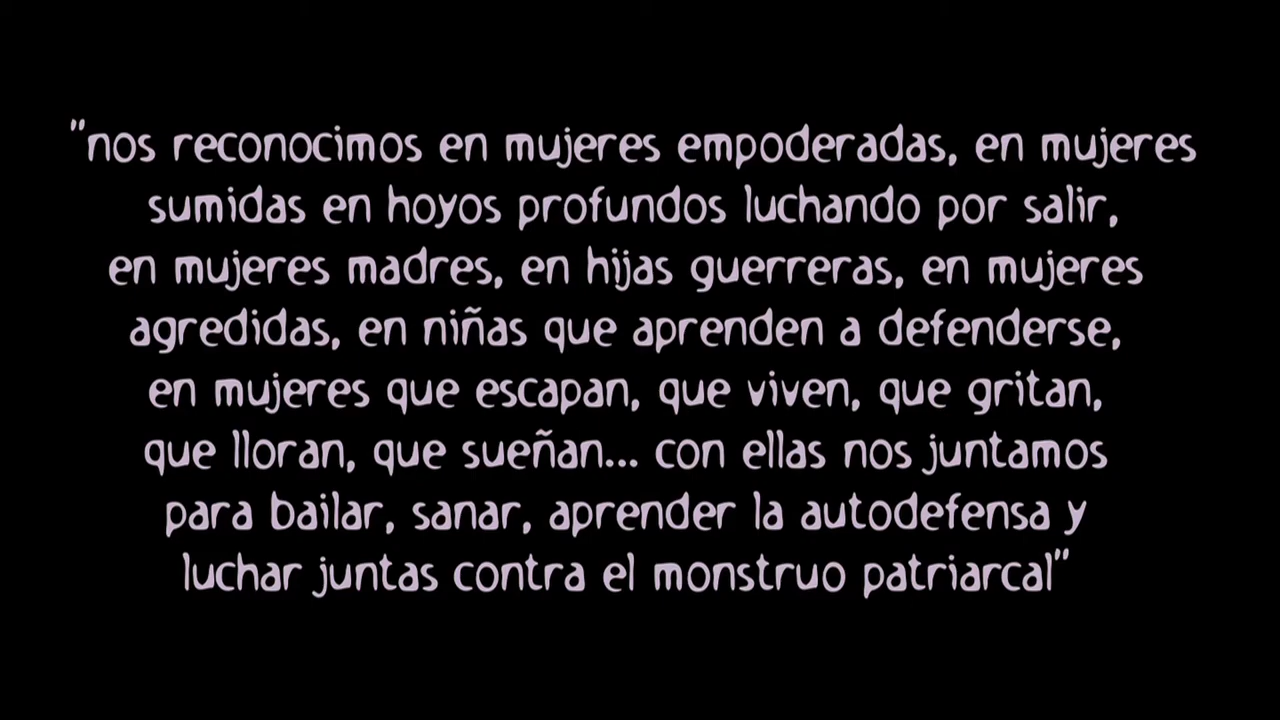 "nos reconocimos en mujeres empoderadas, en mujeres
sumidas en hoyos profundos luchando por salir,
en mujeres madres, en hijas guerreras, en mujeres
agredidas, en niñas que aprenden a defenderse,
en mujeres que escapan, que viven, que gritan,
que lloran, que sueñan... con ellas nos juntamos
para bailar, sanar, aprender la autodefensa y
luchar juntas contra el monstruo patriarcal"